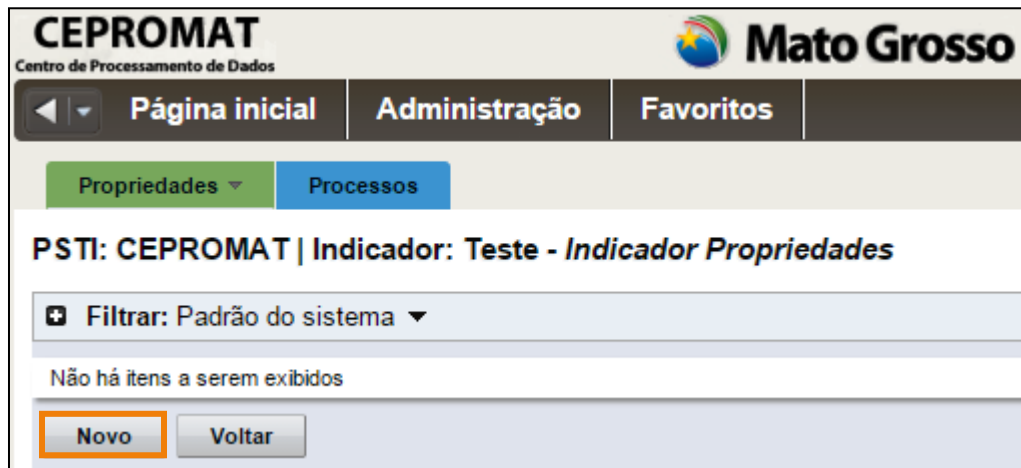 CEPROMAT
Centro de Processamento de Dados
Mato Grosso
Página inicial Administração Favoritos
Propriedades Processos
PSTI: CEPROMAT | Indicador: Teste - Indicador Propriedades
Filtrar: Padrão do sistema
Não há itens a serem exibidos
Novo Voltar